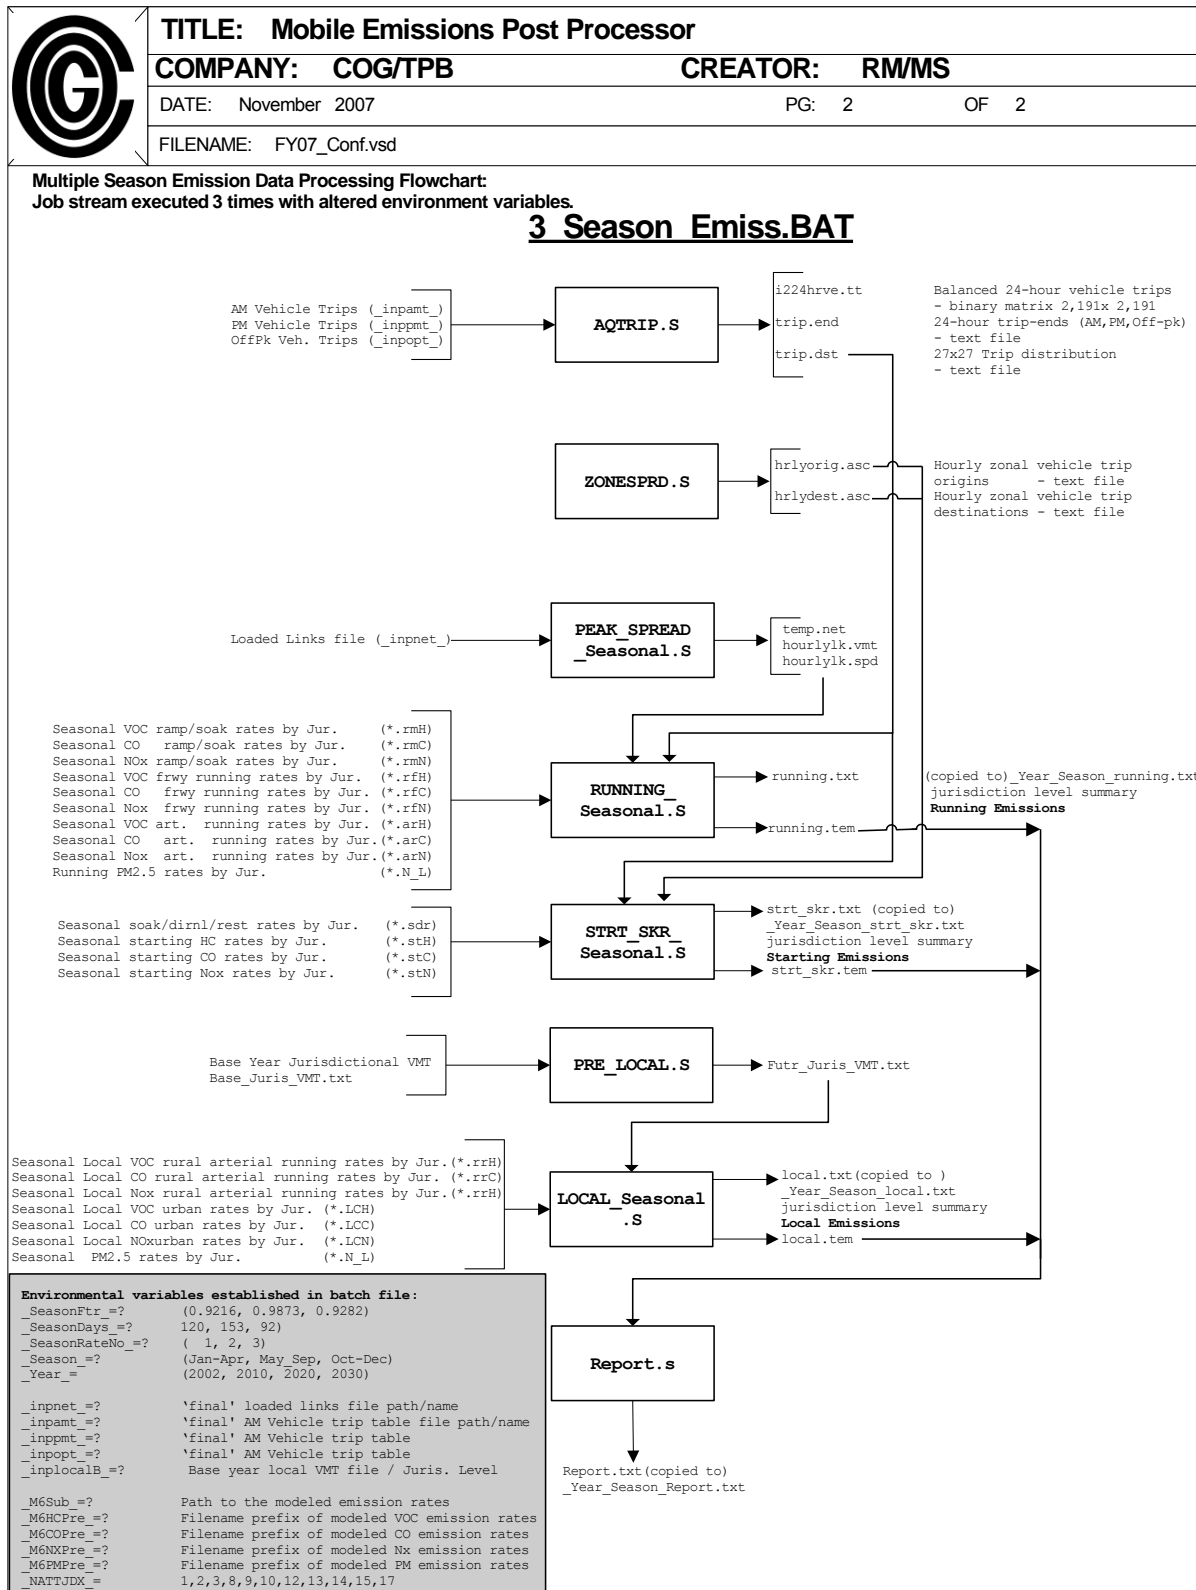 TITLE: Mobile Emissions Post Processor
COMPANY: COG/TPB CREATOR: RM/MS
DATE: November 2007 PG: 2 OF 2
FILENAME: FY07_Conf.vsd
Multiple Season Emission Data Processing Flowchart:
Job stream executed 3 times with altered environment variables.
3_Season_Emiss.BAT
AM Vehicle Trips (_inpamt_)
PM Vehicle Trips (_inppmt_)
OffPk Veh. Trips (_inpopt_)
AQTRIP.S
i224hrve.tt
trip.end
trip.dst
Balanced 24-hour vehicle trips
- binary matrix 2,191x 2,191
24-hour trip-ends (AM,PM,Off-pk)
- text file
27x27 Trip distribution
- text file
ZONESPRD.S
hrlyorig.asc
hrlydest.asc
Hourly zonal vehicle trip
origins - text file
Hourly zonal vehicle trip
destinations - text file
Loaded Links file (_inpnet_)
PEAK_SPREAD
_Seasonal.S
temp.net
hourlylk.vmt
hourlylk.spd
Seasonal VOC ramp/soak rates by Jur. (*.rmH)
Seasonal CO ramp/soak rates by Jur. (*.rmC)
Seasonal NOx ramp/soak rates by Jur. (*.rmN)
Seasonal VOC frwy running rates by Jur. (*.rfH)
Seasonal CO frwy running rates by Jur. (*.rfC)
Seasonal Nox frwy running rates by Jur. (*.rfN)
Seasonal VOC art. running rates by Jur. (*.arH)
Seasonal CO art. running rates by Jur.(*.arC)
Seasonal Nox art. running rates by Jur.(*.arN)
Running PM2.5 rates by Jur. (*.N_L)
RUNNING_
Seasonal.S
running.txt
running.tem
(copied to)_Year_Season_running.txt
jurisdiction level summary
Running Emissions
Seasonal soak/dirnl/rest rates by Jur. (*.sdr)
Seasonal starting HC rates by Jur. (*.stH)
Seasonal starting CO rates by Jur. (*.stC)
Seasonal starting Nox rates by Jur. (*.stN)
STRT_SKR_
Seasonal.S
strt_skr.txt (copied to)
_Year_Season_strt_skr.txt
jurisdiction level summary
Starting Emissions
strt_skr.tem
Base Year Jurisdictional VMT
Base_Juris_VMT.txt
PRE_LOCAL.S
Futr_Juris_VMT.txt
Seasonal Local VOC rural arterial running rates by Jur.(*.rrH)
Seasonal Local CO rural arterial running rates by Jur. (*.rrC)
Seasonal Local Nox rural arterial running rates by Jur.(*.rrH)
Seasonal Local VOC urban rates by Jur. (*.LCH)
Seasonal Local CO urban rates by Jur. (*.LCC)
Seasonal Local NOxurban rates by Jur. (*.LCN)
Seasonal PM2.5 rates by Jur. (*.N_L)
LOCAL_Seasonal
.S
local.txt(copied to )
_Year_Season_local.txt
jurisdiction level summary
Local Emissions
local.tem
Environmental variables established in batch file:
_SeasonFtr_=? (0.9216, 0.9873, 0.9282)
_SeasonDays_=? 120, 153, 92)
_SeasonRateNo_=? ( 1, 2, 3)
_Season_=? (Jan-Apr, May_Sep, Oct-Dec)
_Year_= (2002, 2010, 2020, 2030)
_inpnet_=? ‘final' loaded links file path/name
_inpamt_=? ‘final' AM Vehicle trip table file path/name
_inppmt_=? ‘final' AM Vehicle trip table
_inpopt_=? ‘final' AM Vehicle trip table
_inplocalB_=? Base year local VMT file / Juris. Level
_M6Sub_=? Path to the modeled emission rates
_M6HCPre_=? Filename prefix of modeled VOC emission rates
_M6COPre_=? Filename prefix of modeled CO emission rates
_M6NXPre_=? Filename prefix of modeled Nx emission rates
_M6PMPre_=? Filename prefix of modeled PM emission rates
_NATTJDX_= 1,2,3,8,9,10,12,13,14,15,17
Report.s
Report.txt(copied to)
_Year_Season_Report.txt